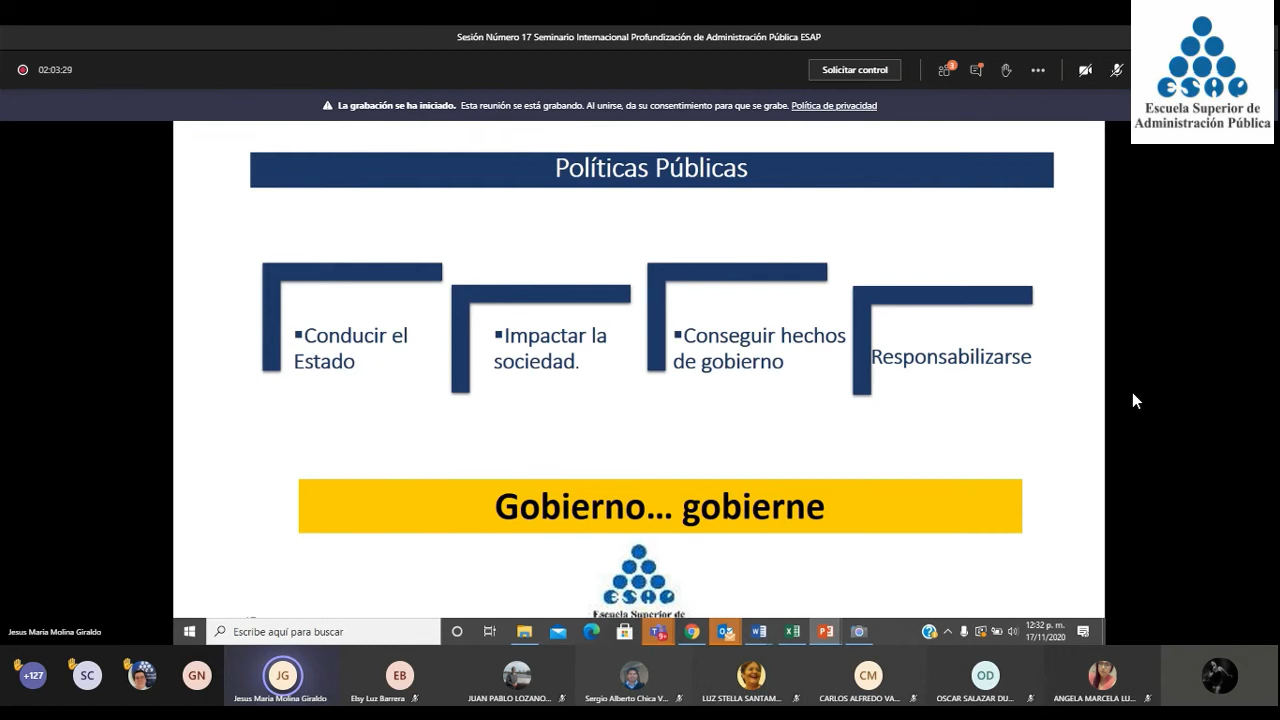 Sesión Número 17 Seminario Internacional Profundización de Administración Pública ESAP
02:03:29
Solicitar control
3
ESAP
Escuela Superior de
Administración Pública
La grabación se ha iniciado. Esta reunión se está grabando. Al unirse, da su consentimiento para que se grabe. Política de privacidad
Políticas Públicas
▪Conducir el
Estado
▪Impactar la
sociedad.
▪Conseguir hechos
de gobierno
Responsabilizarse
Gobierno... gobierne
ESAP
Escuela Superior de
Jesus Maria Molina Giraldo
Escribe aquí para buscar
12:32 p. m.
17/11/2020
+127
SC
GN
JG
Jesus Maria Molina Giraldo
EB
Elsy Luz Barrera
JUAN PABLO LOZANO...
Sergio Alberto Chica V...
LUZ STELLA SANTAM...
CM
CARLOS ALFREDO VA...
OD
OSCAR SALAZAR DU...
ANGELA MARCELA LU...